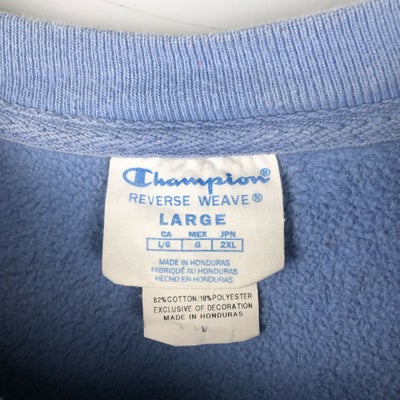 Champion®
REVERSE WEAVE®
LARGE
CA MEX JPN
L/G G 2XL
MADE IN HONDURAS
FABRIQUÉ AU HONDURAS
HECHO EN HONDURAS
82%COTTON/18%POLYESTER
EXCLUSIVE OF DECORATION
MADE IN HONDURAS
L